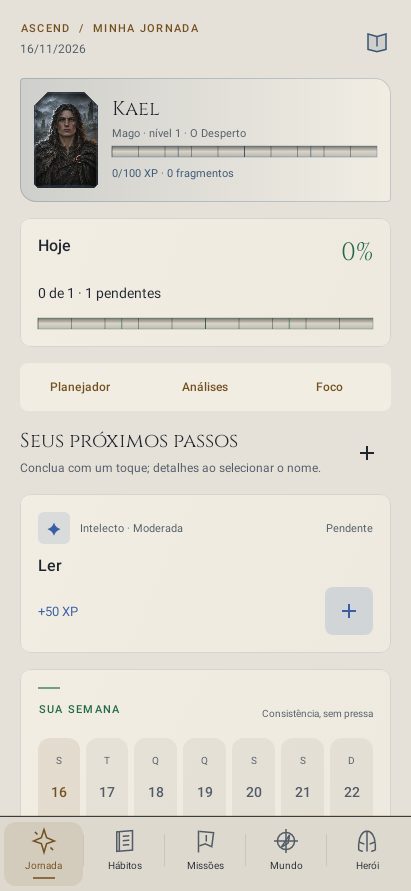 ASCEND / MINHA JORNADA
16/11/2026
Kael
Mago · nível 1 · O Desperto
0/100 XP · 0 fragmentos
Hoje
0%
0 de 1 · 1 pendentes
Planejador Análises Foco
Seus próximos passos
Conclua com um toque; detalhes ao selecionar o nome.
Intelecto · Moderada Pendente
Ler
+50 XP
SUA SEMANA
Consistência, sem pressa
S T Q Q S S D
16 17 18 19 20 21 22
Jornada Hábitos Missões Mundo Herói